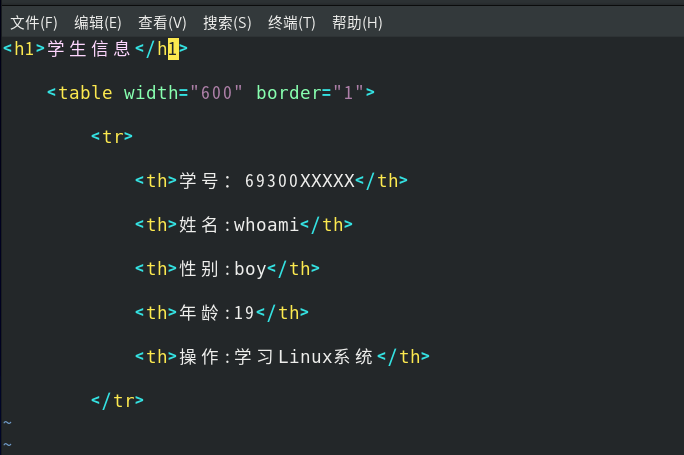 文件(F) 编辑(E) 查看(V) 搜索(S) 终端(T) 帮助(H)
<h1>学生信息</h1>
<table width="600" border="1">
<tr>
<th>学号: 69300XXXXX</th>
<th>姓名:whoami</th>
<th>性别:boy</th>
<th>年龄:19</th>
<th>操作:学习Linux系统</th>
</tr>
~
~